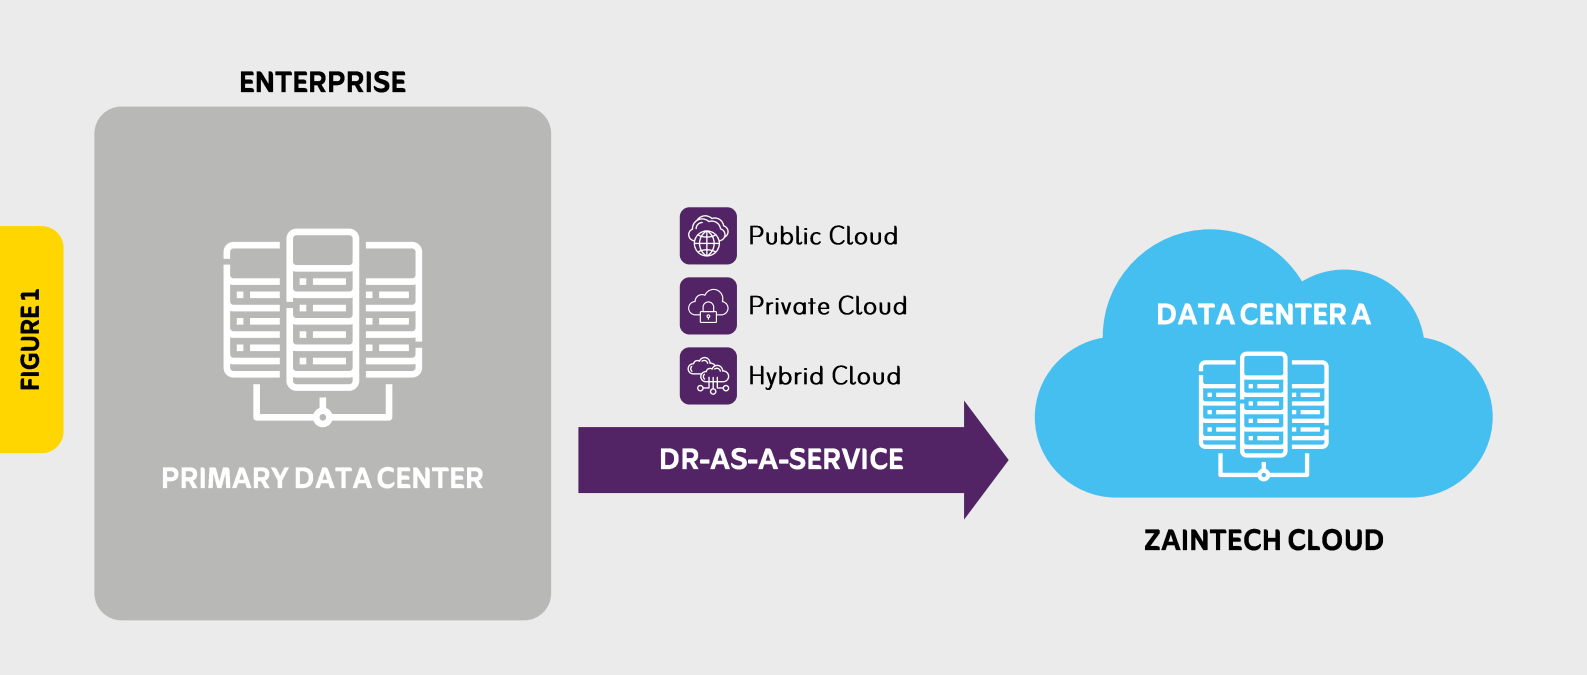 FIGURE 1
ENTERPRISE
PRIMARY DATA CENTER
Public Cloud
Private Cloud
Hybrid Cloud
DR-AS-A-SERVICE
DATA CENTER A
ZAINTECH CLOUD